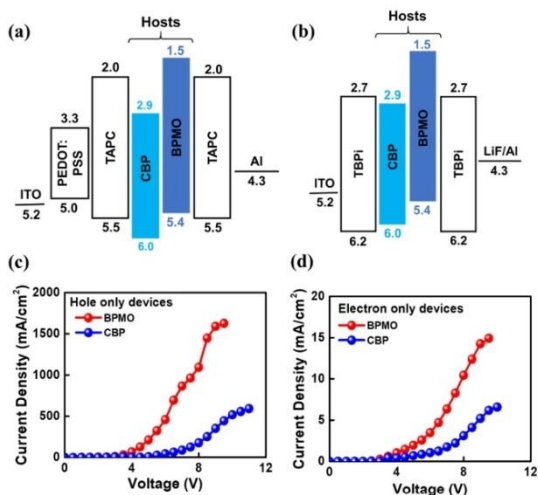 (a)
Hosts
1.5
2.0
2.0
2.9
3.3
PEDOT:
PSS
TAPC
CBP
BPMO
TAPC
Al
4.3
ITO
5.2
5.0
5.5
6.0
5.4
5.5
(b)
Hosts
1.5
2.7
2.9
2.7
TBPi
CBP
BPMO
TBPi
LiF/Al
4.3
ITO
5.2
6.2
6.0
5.4
6.2
(c)
Hole only devices
BPMO
CBP
Current Density (mA/cm²)
2000
1500
1000
500
0
0 4 8 12
Voltage (V)
(d)
Electron only devices
BPMO
CBP
Current Density (mA/cm²)
20
15
10
5
0
0 4 8 12
Voltage (V)